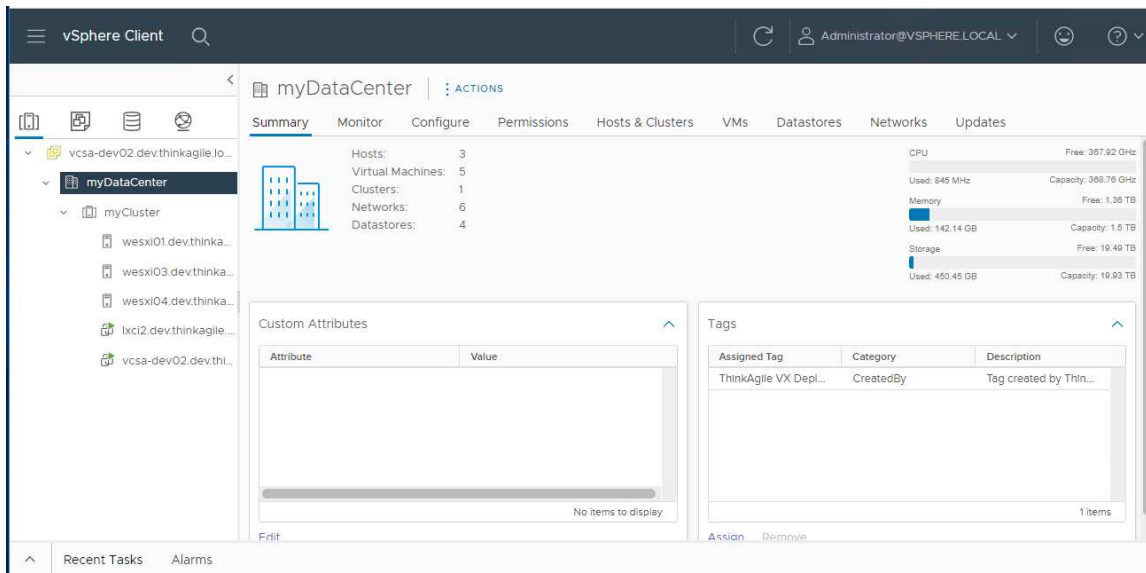 vSphere Client
Administrator@VSPHERE.LOCAL
myDataCenter
ACTIONS
Summary Monitor Configure Permissions Hosts & Clusters VMs Datastores Networks Updates
vcsa-dev02.dev.thinkagile.lo...
myDataCenter
myCluster
wesxi01.dev.thinka...
wesxi03.dev.thinka...
wesxi04.dev.thinka...
lxci2.dev.thinkagile....
vcsa-dev02.dev.thi...
Hosts: 3
Virtual Machines: 5
Clusters: 1
Networks: 6
Datastores: 4
CPU Free: 367.92 GHz
Used: 845 MHz Capacity: 368.76 GHz
Memory Free: 1.36 TB
Used: 142.14 GB Capacity: 1.5 TB
Storage Free: 19.49 TB
Used: 450.45 GB Capacity: 19.93 TB
Custom Attributes
Attribute Value
No items to display
Edit
Tags
Assigned Tag Category Description
ThinkAgile VX Depl... CreatedBy Tag created by Thin...
1 items
Assign Remove
Recent Tasks Alarms